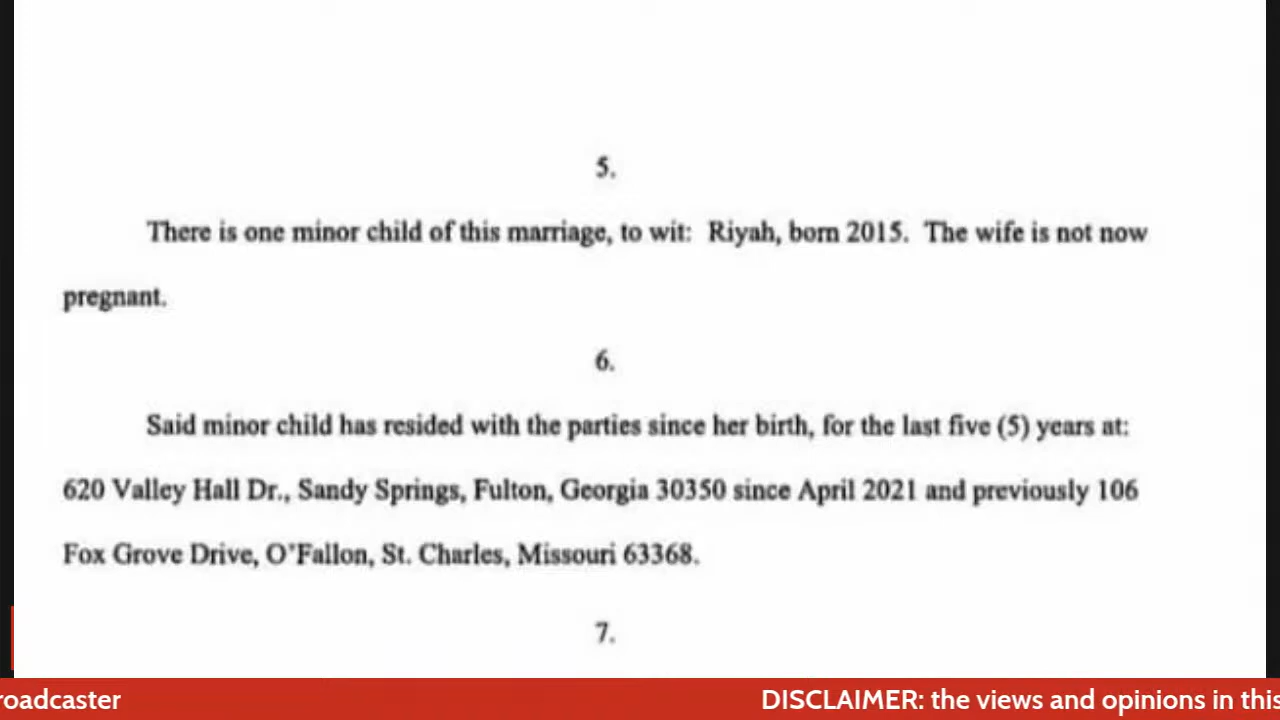 5.
There is one minor child of this marriage, to wit: Riyah, born 2015. The wife is not now
pregnant.
6.
Said minor child has resided with the parties since her birth, for the last five (5) years at:
620 Valley Hall Dr., Sandy Springs, Fulton, Georgia 30350 since April 2021 and previously 106
Fox Grove Drive, O'Fallon, St. Charles, Missouri 63368.
7.
roadcaster DISCLAIMER: the views and opinions in this